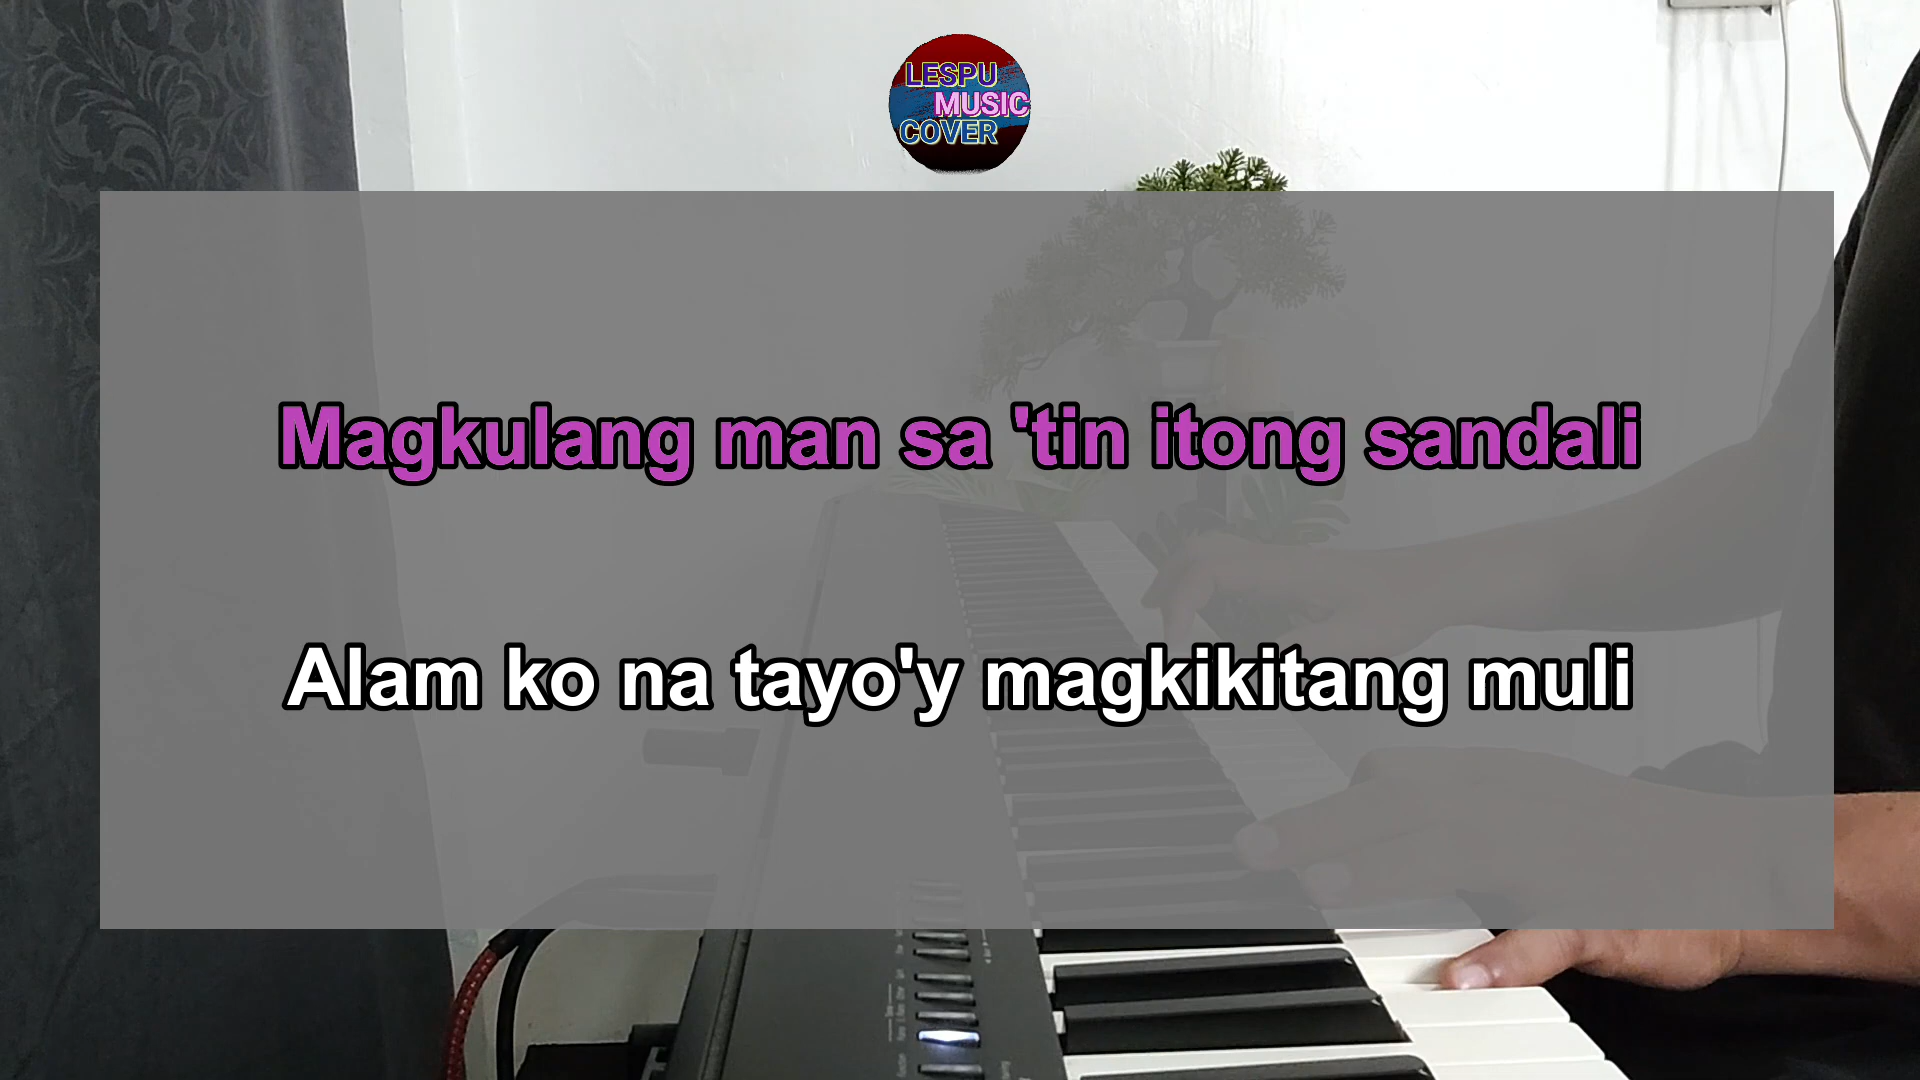 LESPU
MUSIC
COVER
Magkulang man sa 'tin itong sandali
Alam ko na tayo'y magkikitang muli